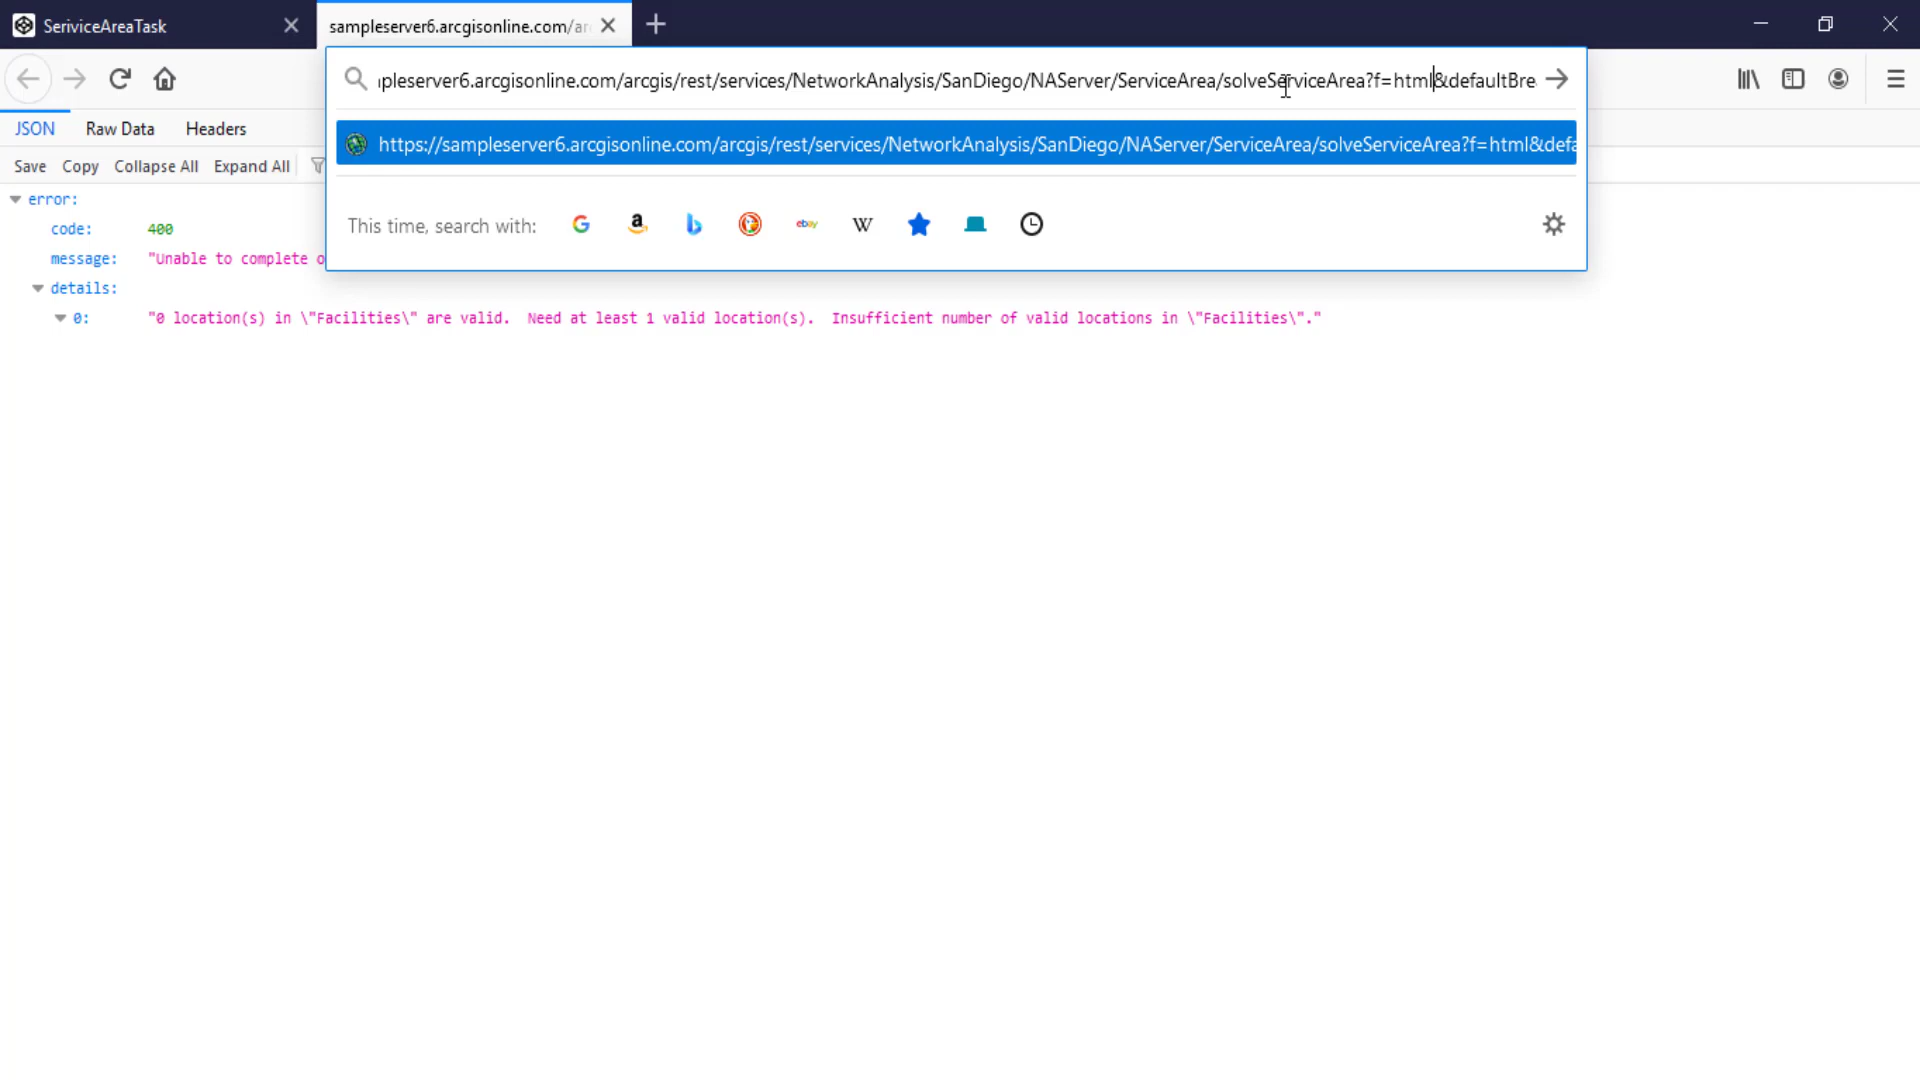 SeriviceAreaTask
sampleserver6.arcgisonline.com/ar
pleserver6.arcgisonline.com/arcgis/rest/services/NetworkAnalysis/SanDiego/NAServer/ServiceArea/solveServiceArea?f=html&defaultBre
JSON Raw Data Headers
https://sampleserver6.arcgisonline.com/arcgis/rest/services/NetworkAnalysis/SanDiego/NAServer/ServiceArea/solveServiceArea?f=html&defa
Save Copy Collapse All Expand All
error:
This time, search with: G a b ebay W
code: 400
message: "Unable to complete o
details:
0: "0 location(s) in \"Facilities\" are valid. Need at least 1 valid location(s). Insufficient number of valid locations in \"Facilities\"."